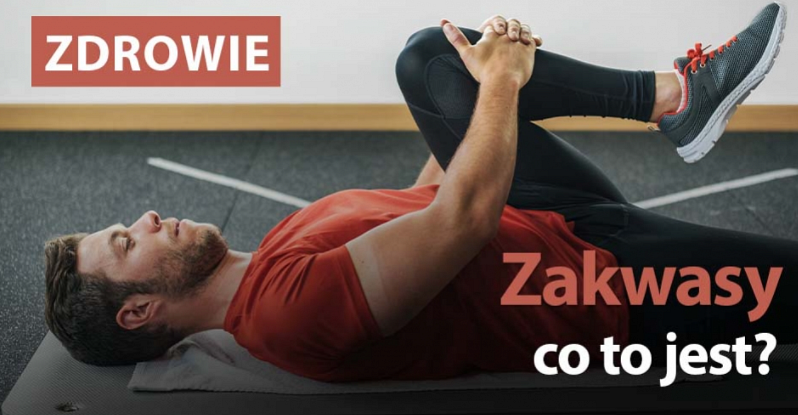 ZDROWIE
Zakwasy
co to jest?